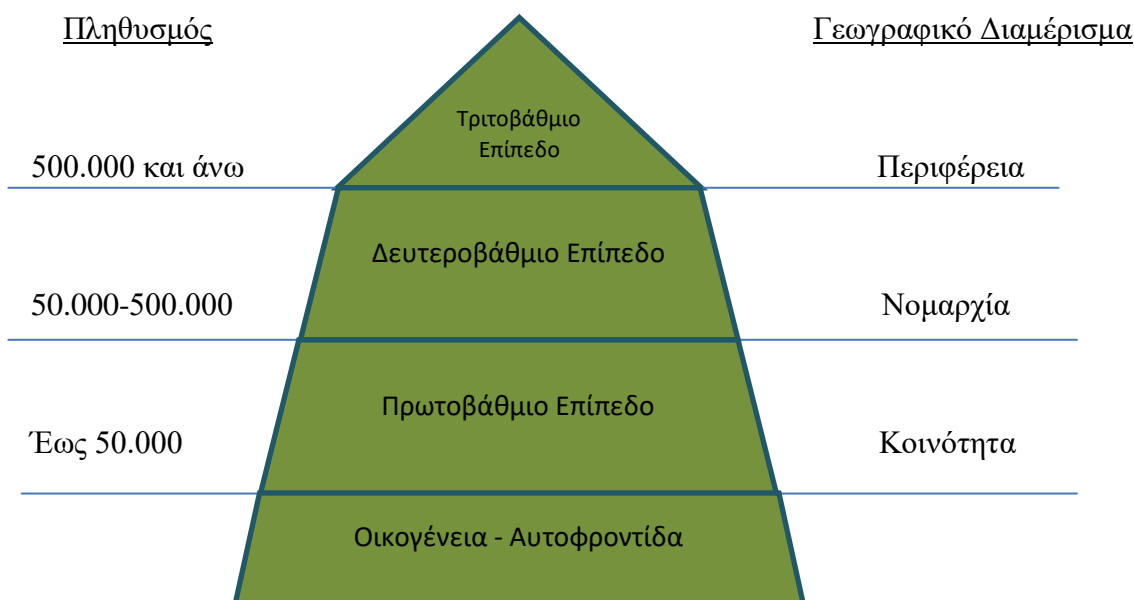 Πληθυσμός
Γεωγραφικό Διαμέρισμα
Τριτοβάθμιο
Επίπεδο
500.000 και άνω
Περιφέρεια
Δευτεροβάθμιο Επίπεδο
50.000-500.000
Νομαρχία
Πρωτοβάθμιο Επίπεδο
Έως 50.000
Κοινότητα
Οικογένεια - Αυτοφροντίδα